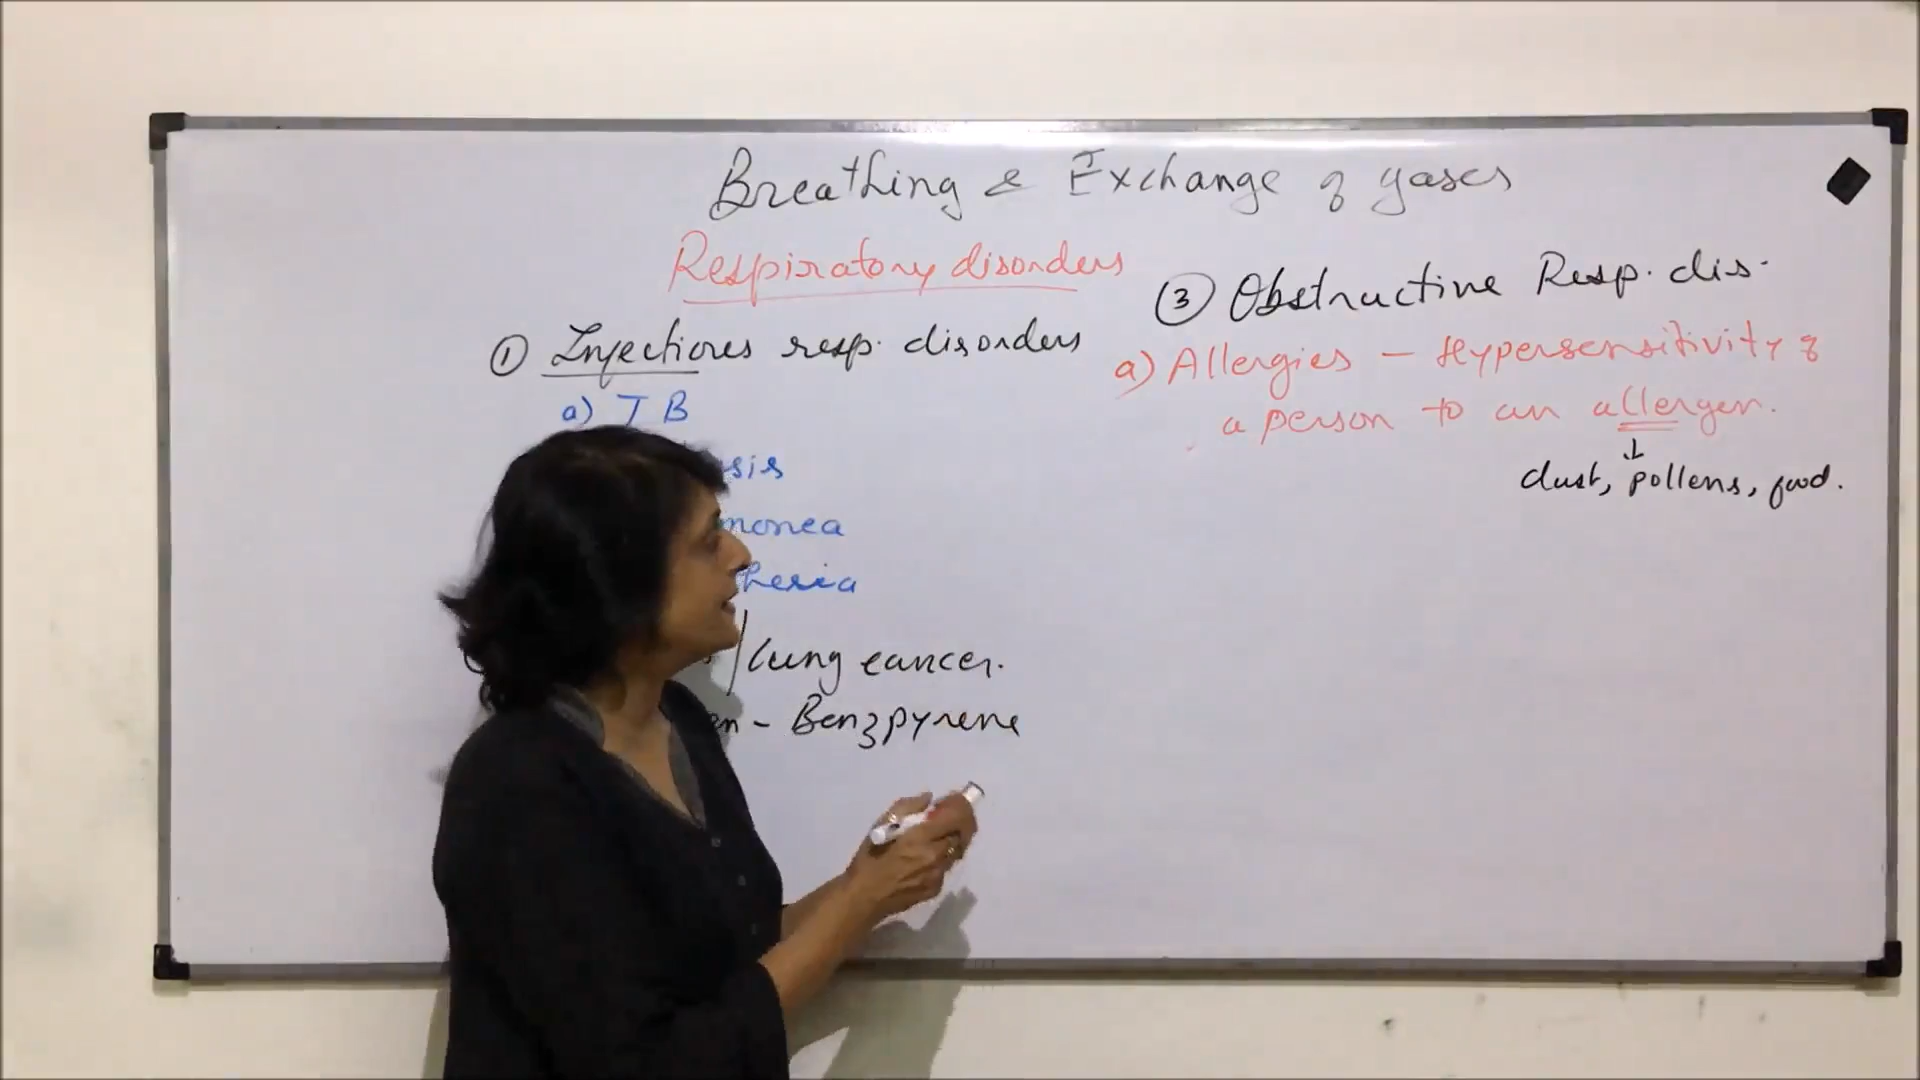 Breathing & Exchange of gases
Respiratory disorders
① Infectious resp. disorders
a) TB
sis
monea
heria
/ Lung cancer.
en - Benzpyrene
③ Obstructive Resp. dis.
a) Allergies - Hypersensitivity of
a person to an allergen.
↓
dust, pollens, food.